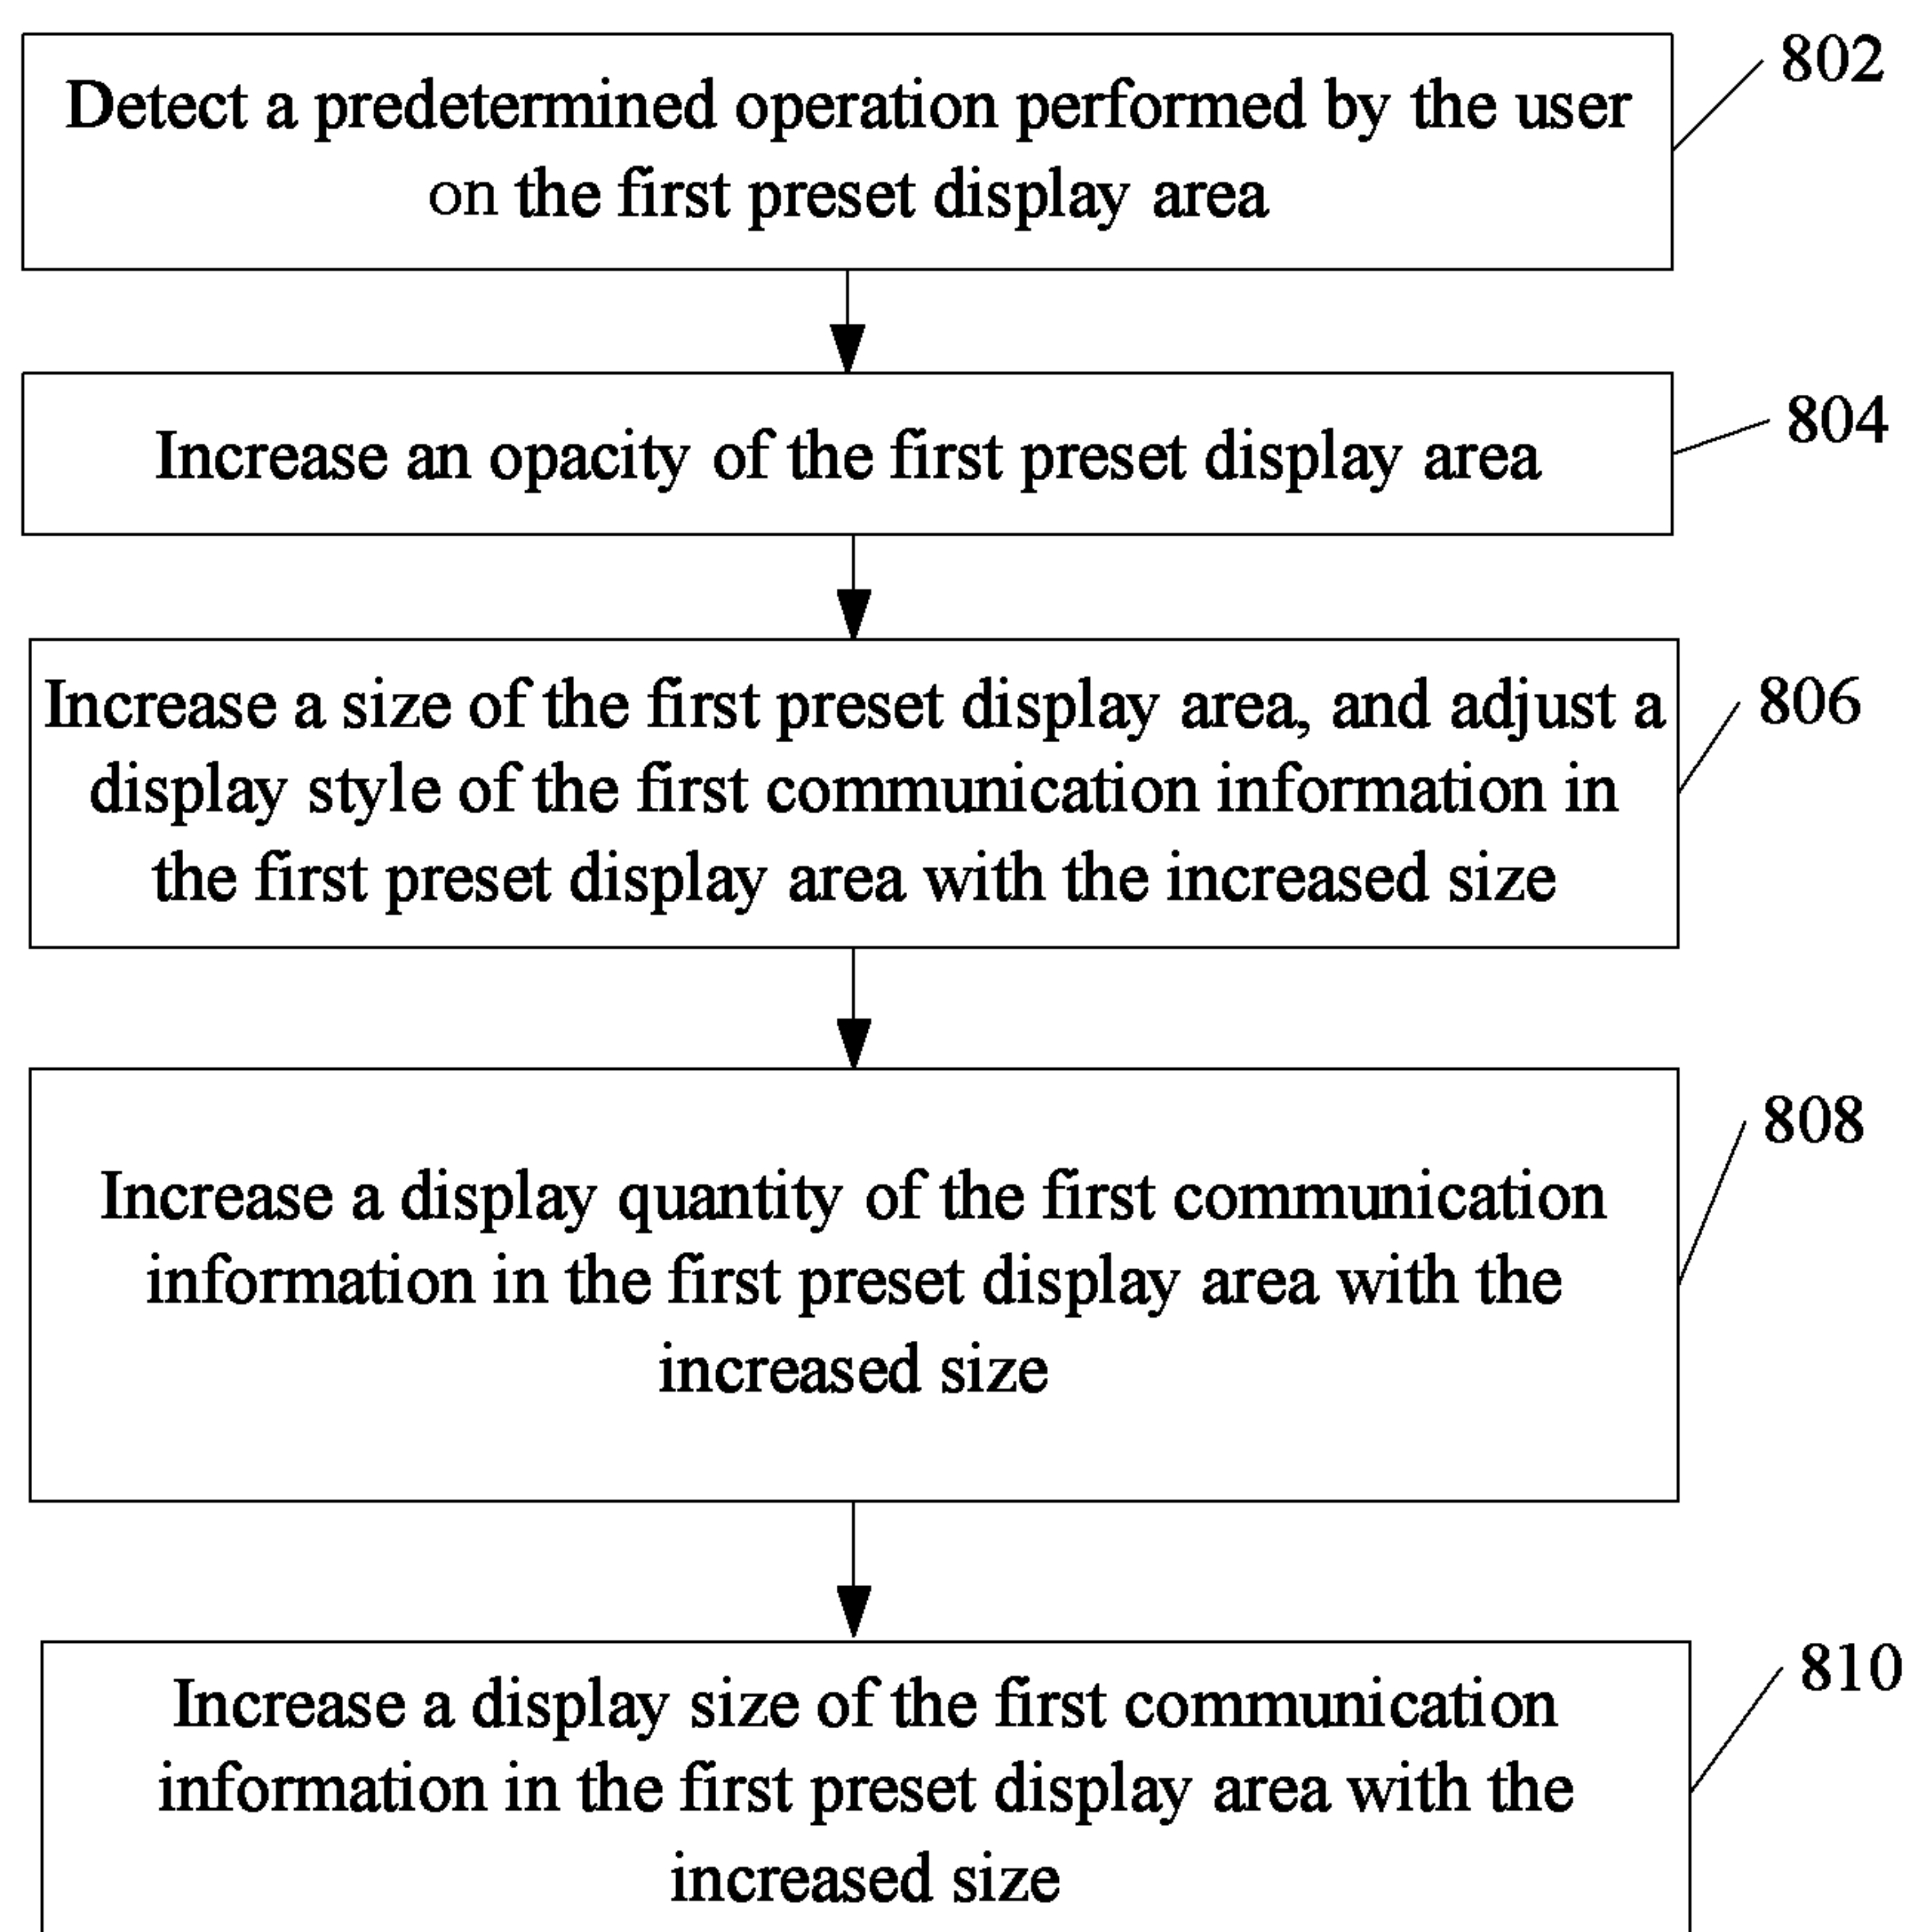 802
Detect a predetermined operation performed by the user
on the first preset display area
804
Increase an opacity of the first preset display area
806
Increase a size of the first preset display area, and adjust a
display style of the first communication information in
the first preset display area with the increased size
808
Increase a display quantity of the first communication
information in the first preset display area with the
increased size
810
Increase a display size of the first communication
information in the first preset display area with the
increased size